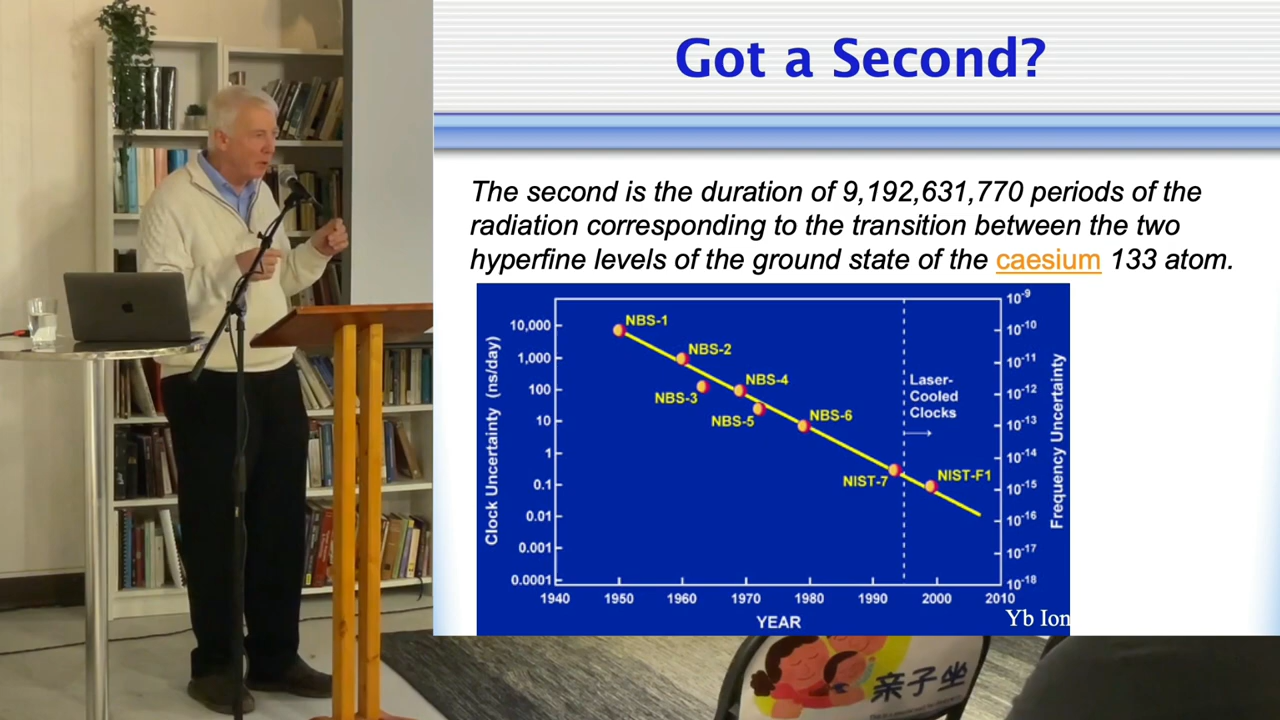 Got a Second?
The second is the duration of 9,192,631,770 periods of the
radiation corresponding to the transition between the two
hyperfine levels of the ground state of the caesium 133 atom.
Clock Uncertainty (ns/day)
10,000
1,000
100
10
1
0.1
0.01
0.001
0.0001
NBS-1
NBS-2
NBS-3
NBS-4
NBS-5
NBS-6
NIST-7
NIST-F1
Laser-
Cooled
Clocks
10-9
10-10
10-11
10-12
10-13
10-14
10-15
10-16
10-17
10-18
Frequency Uncertainty
1940 1950 1960 1970 1980 1990 2000 2010
YEAR
Yb Ion
亲子坐